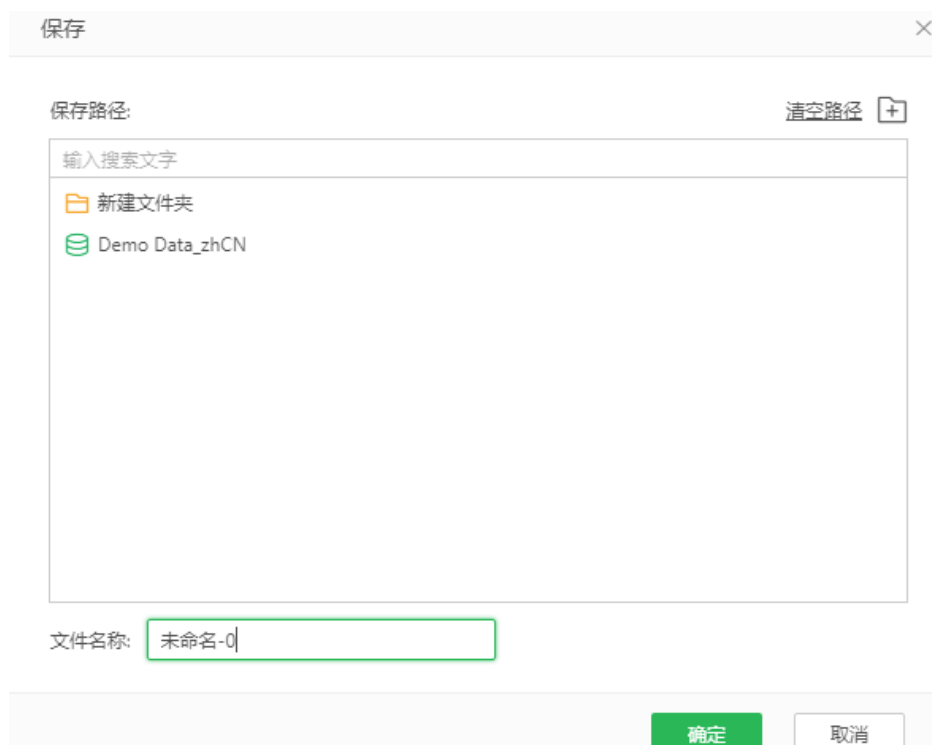 保存
保存路径: 清空路径
输入搜索文字
新建文件夹
Demo Data_zhCN
文件名称: 未命名-0
确定 取消